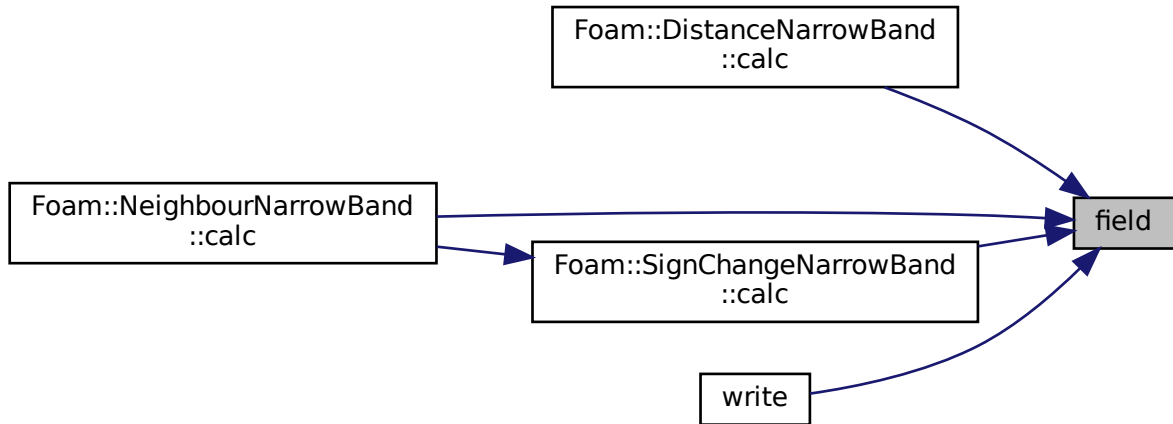 Foam::DistanceNarrowBand
::calc
Foam::NeighbourNarrowBand
::calc
field
Foam::SignChangeNarrowBand
::calc
write